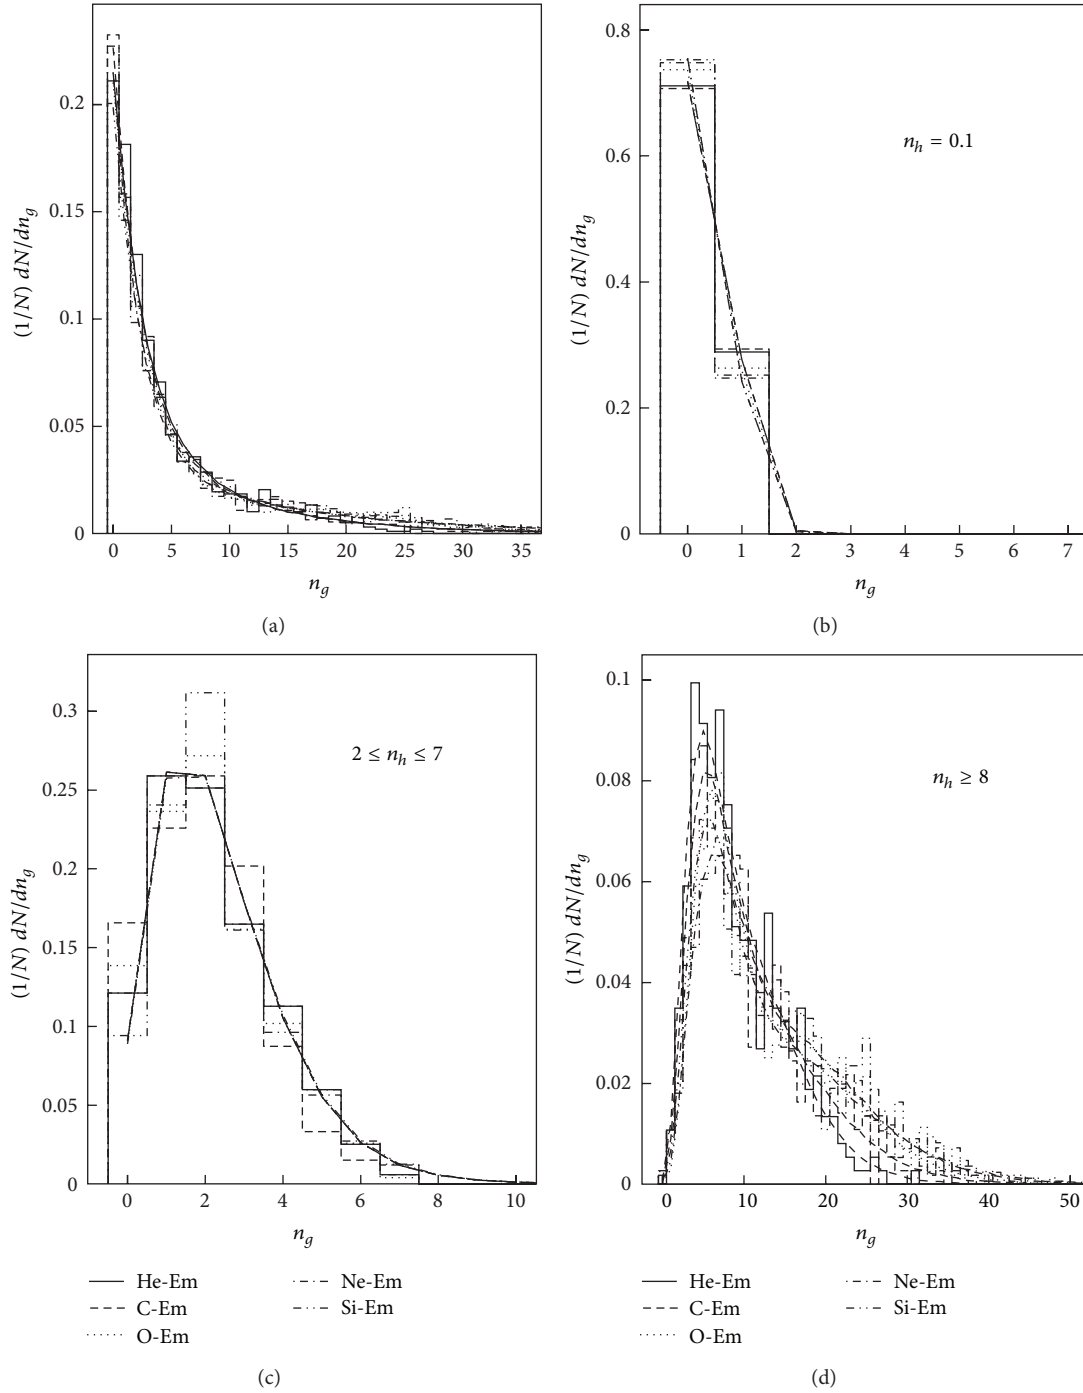 0.2
0.15
0.1
0.05
0
(1/N) dN/dn_g
0 5 10 15 20 25 30 35
n_g
(a)
0.8
0.6
0.4
0.2
0
(1/N) dN/dn_g
n_h = 0.1
0 1 2 3 4 5 6 7
n_g
(b)
0.3
0.25
0.2
0.15
0.1
0.05
0
(1/N) dN/dn_g
2 ≤ n_h ≤ 7
0 2 4 6 8 10
n_g
He-Em
C-Em
O-Em
Ne-Em
Si-Em
(c)
0.1
0.08
0.06
0.04
0.02
0
(1/N) dN/dn_g
n_h ≥ 8
0 10 20 30 40 50
n_g
He-Em
C-Em
O-Em
Ne-Em
Si-Em
(d)